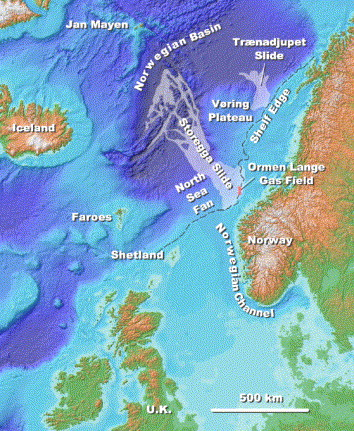 Jan Mayen
Norwegian Basin
Trænadjupet
Slide
Vøring
Plateau
Shelf Edge
Iceland
Storegga Slide
Ormen Lange
Gas Field
North
Sea
Fan
Faroes
Norway
Shetland
Norwegian Channel
U.K.
500 km